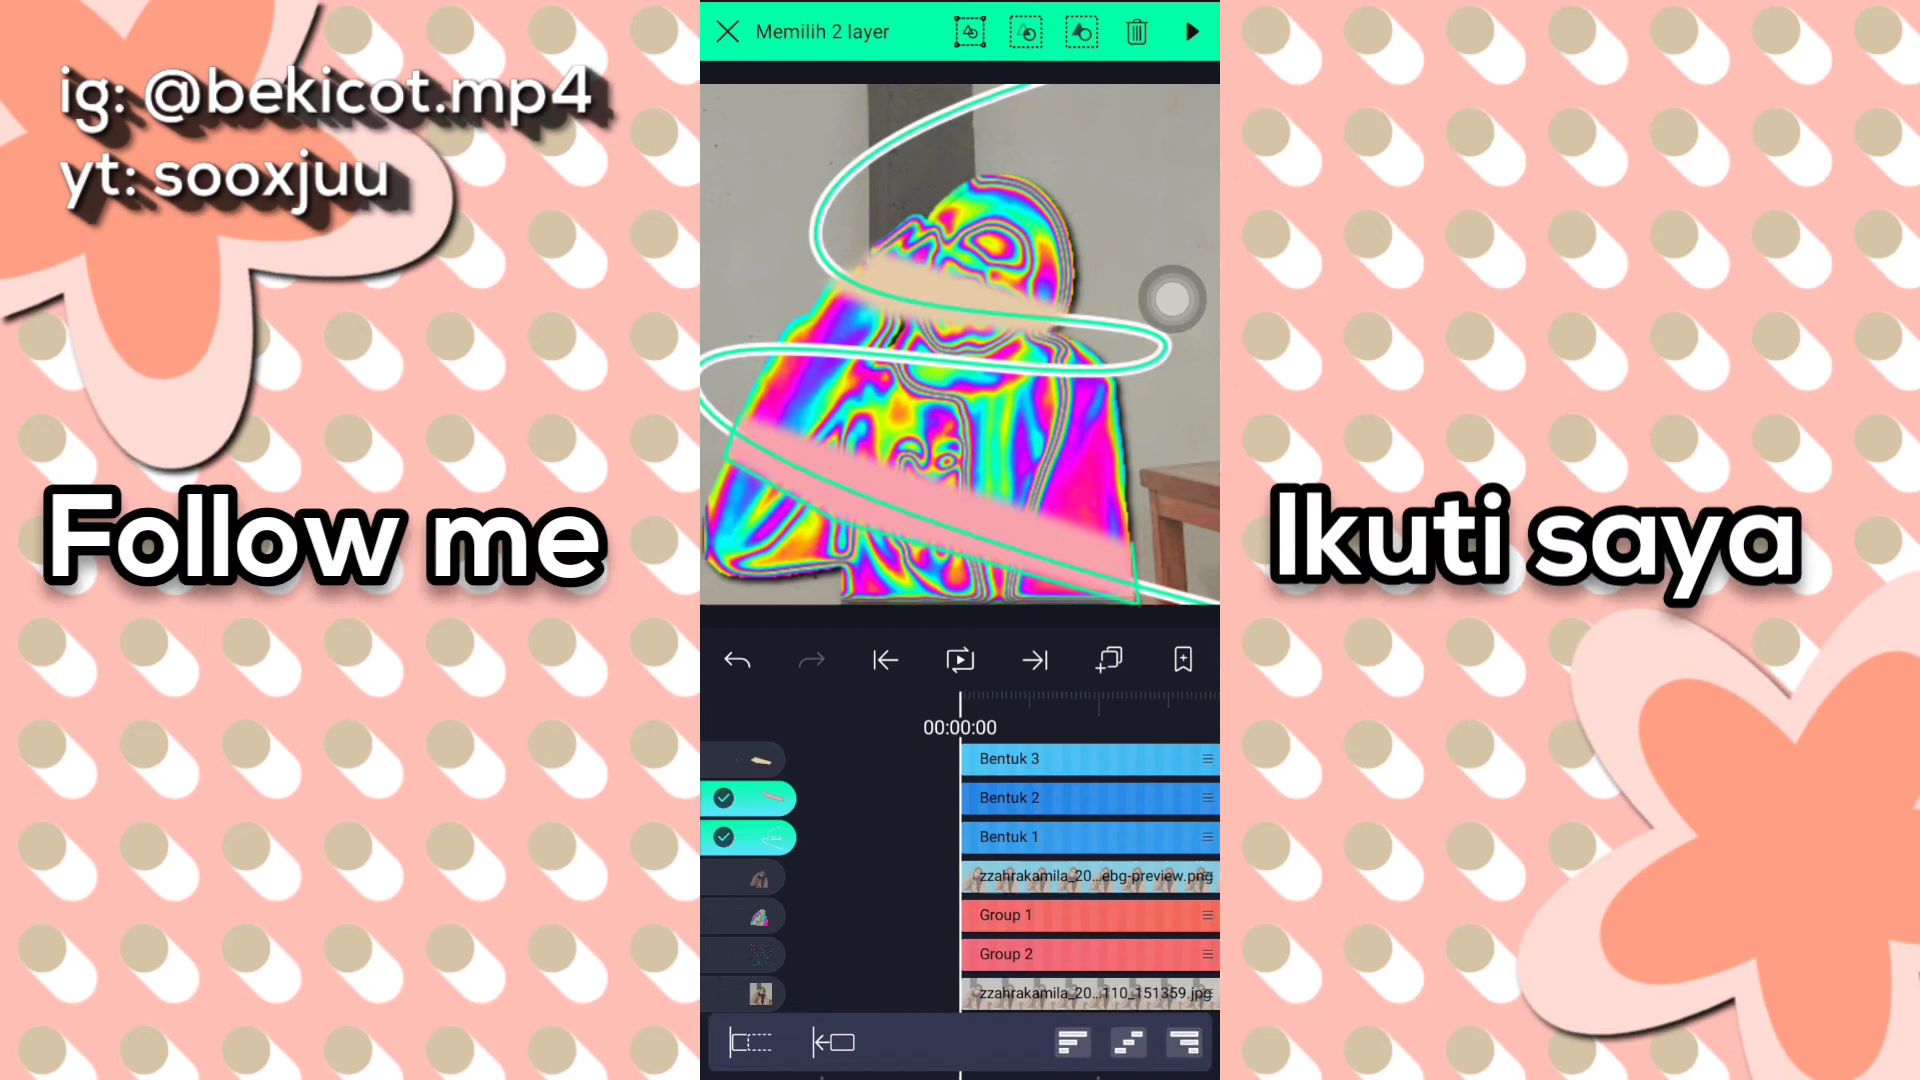 ig: @bekicot.mp4
yt: sooxjuu
Follow me
Ikuti saya
Memilih 2 layer
00:00:00
Bentuk 3
Bentuk 2
Bentuk 1
zzahrakamila_20...ebg-preview.png
Group 1
Group 2
zzahrakamila_20...110_151359.jpg